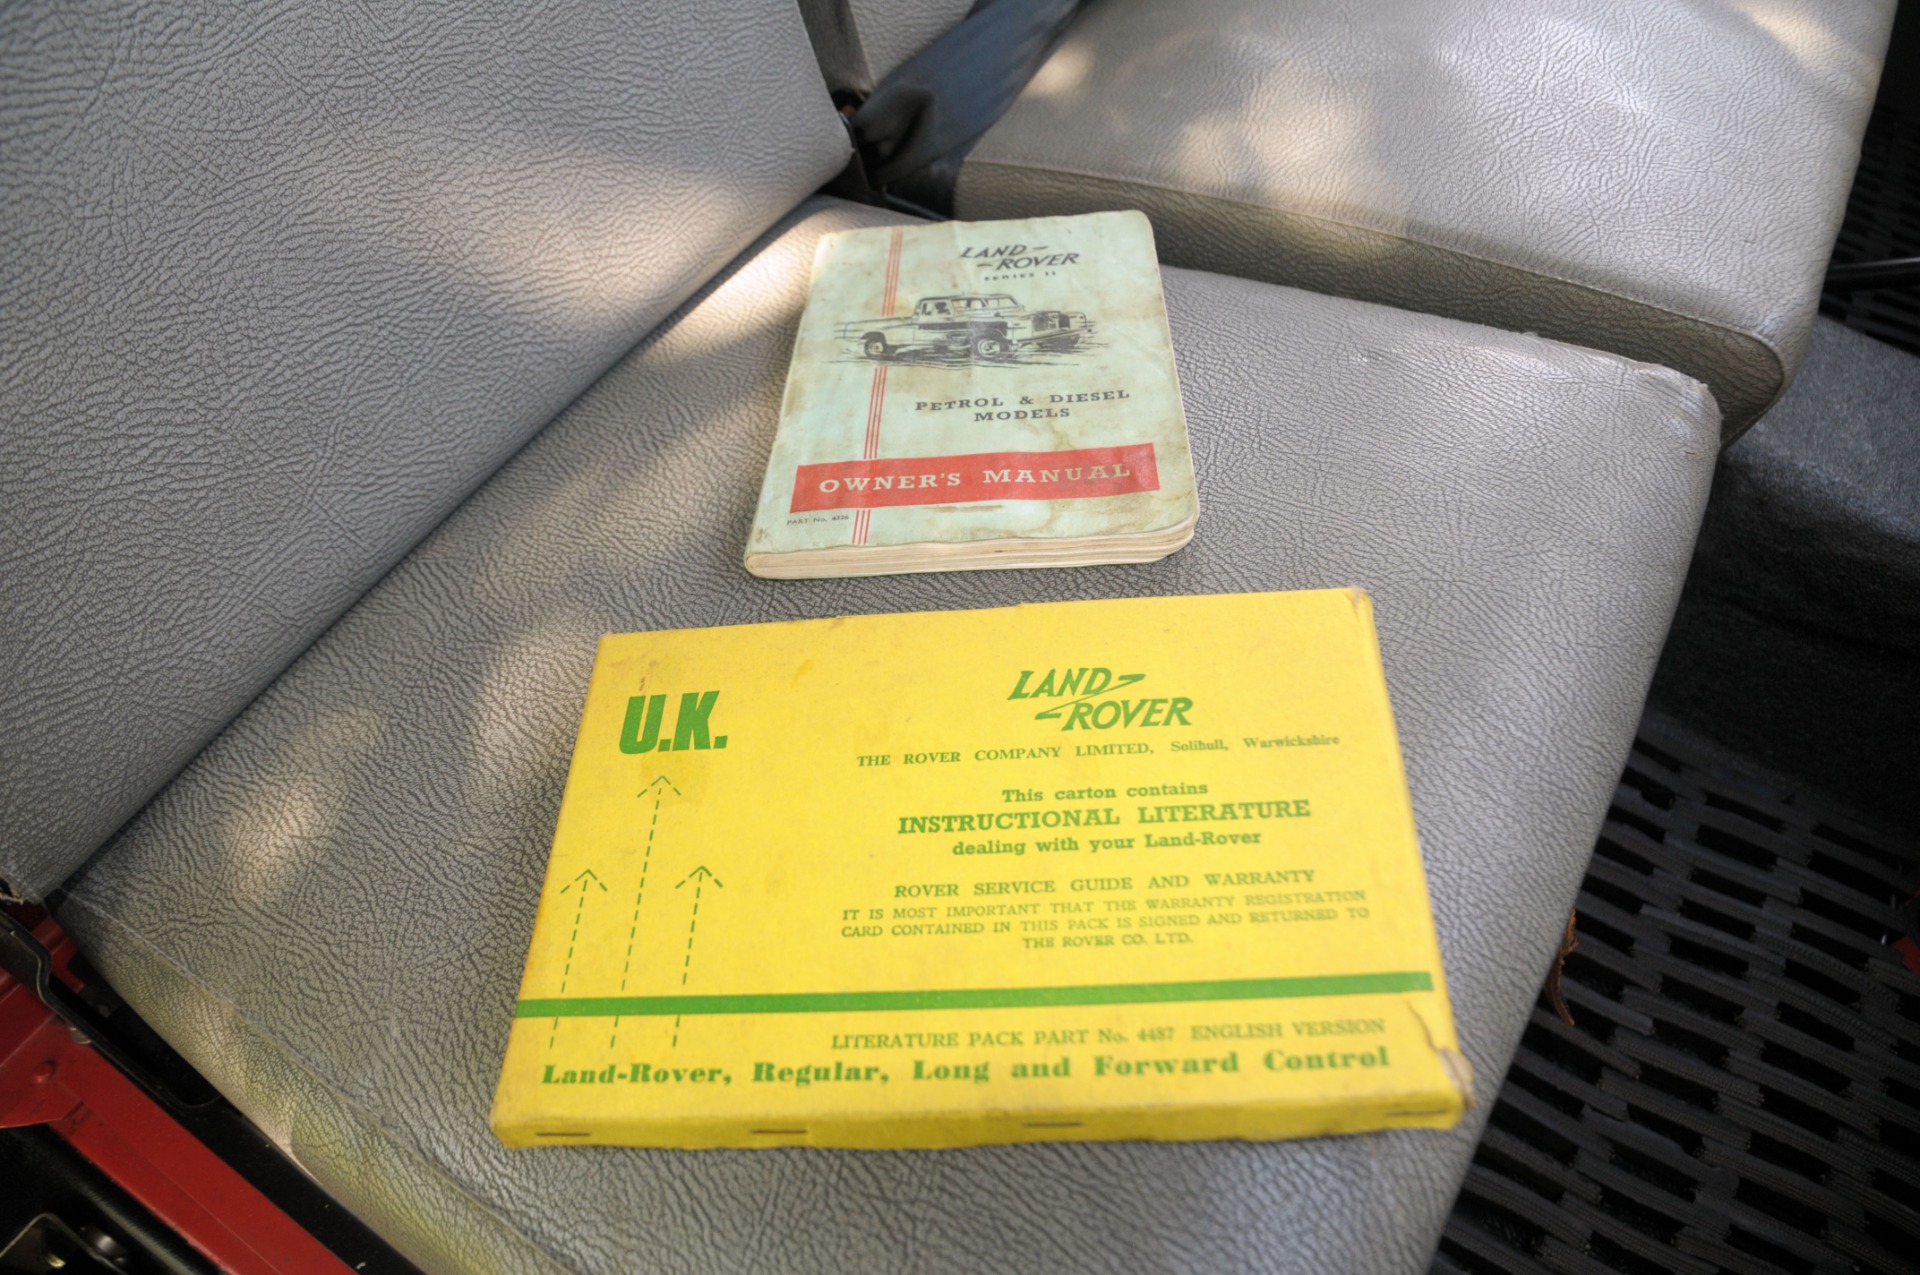 LAND-
-ROVER
SERIES II
PETROL & DIESEL
MODELS
OWNER'S MANUAL
PART No.
U.K.
LAND-
-ROVER
THE ROVER COMPANY LIMITED, Solihull, Warwickshire
This carton contains
INSTRUCTIONAL LITERATURE
dealing with your Land-Rover
ROVER SERVICE GUIDE AND WARRANTY
IT IS MOST IMPORTANT THAT THE WARRANTY REGISTRATION
CARD CONTAINED IN THIS PACK IS SIGNED AND RETURNED TO
THE ROVER CO. LTD.
LITERATURE PACK PART No. 4487 ENGLISH VERSION
Land-Rover, Regular, Long and Forward Control